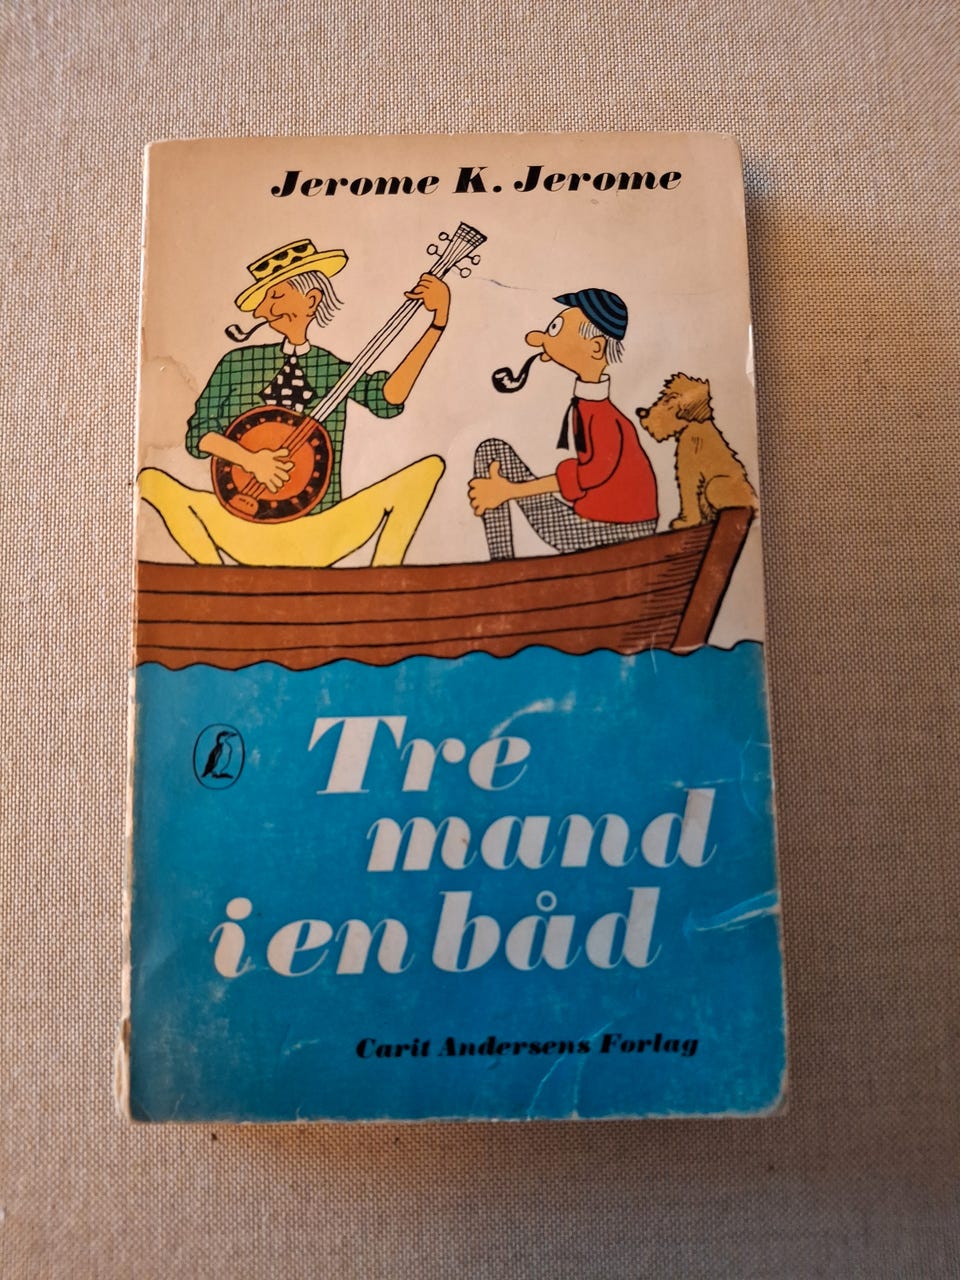 Jerome K. Jerome
Tre
mand
i en båd
Carit Andersens Forlag